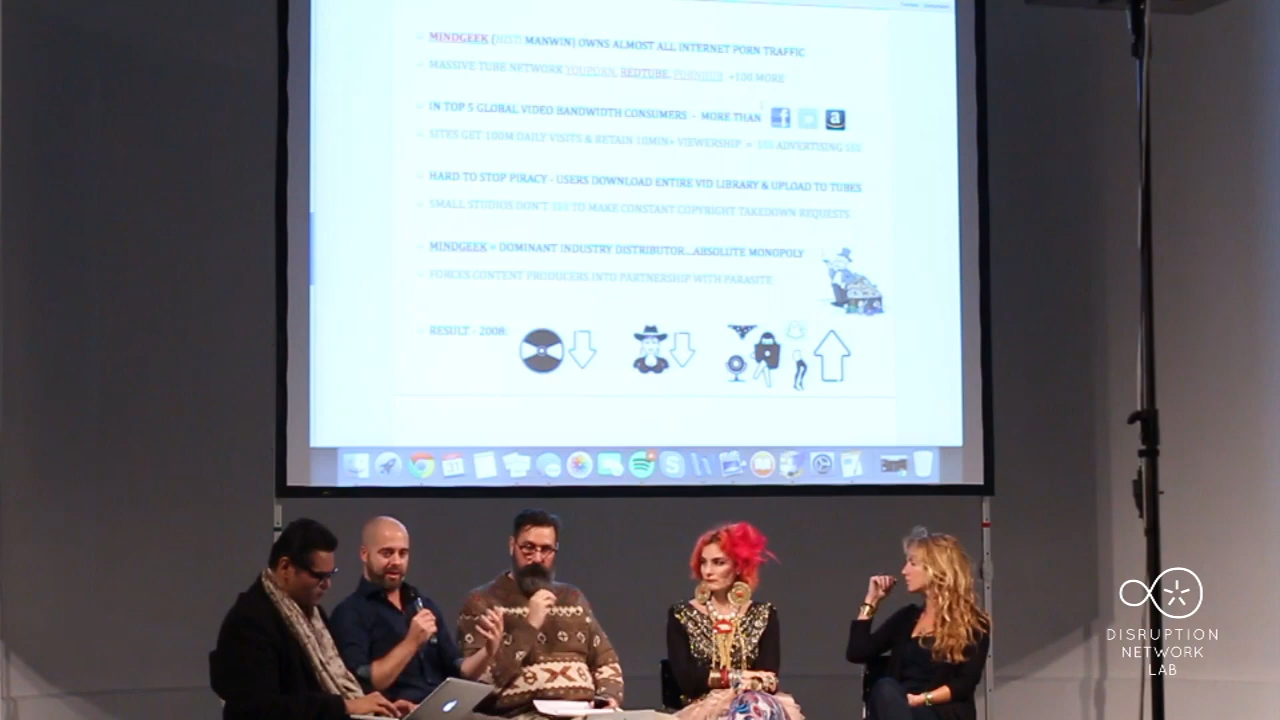 MINDGEEK (HIST: MANWIN) OWNS ALMOST ALL INTERNET PORN TRAFFIC
MASSIVE TUBE NETWORK YOUPORN, REDTUBE, PORNHUB +100 MORE
IN TOP 5 GLOBAL VIDEO BANDWIDTH CONSUMERS - MORE THAN
SITES GET 100M DAILY VISITS & RETAIN 10MIN+ VIEWERSHIP = $$$ ADVERTISING $$$
HARD TO STOP PIRACY - USERS DOWNLOAD ENTIRE VID LIBRARY & UPLOAD TO TUBES
SMALL STUDIOS DON'T $$$ TO MAKE CONSTANT COPYRIGHT TAKEDOWN REQUESTS
MINDGEEK = DOMINANT INDUSTRY DISTRIBUTOR...ABSOLUTE MONOPOLY
FORCES CONTENT PRODUCERS INTO PARTNERSHIP WITH PARASITE
RESULT - 2008:
31
DISRUPTION
NETWORK
LAB